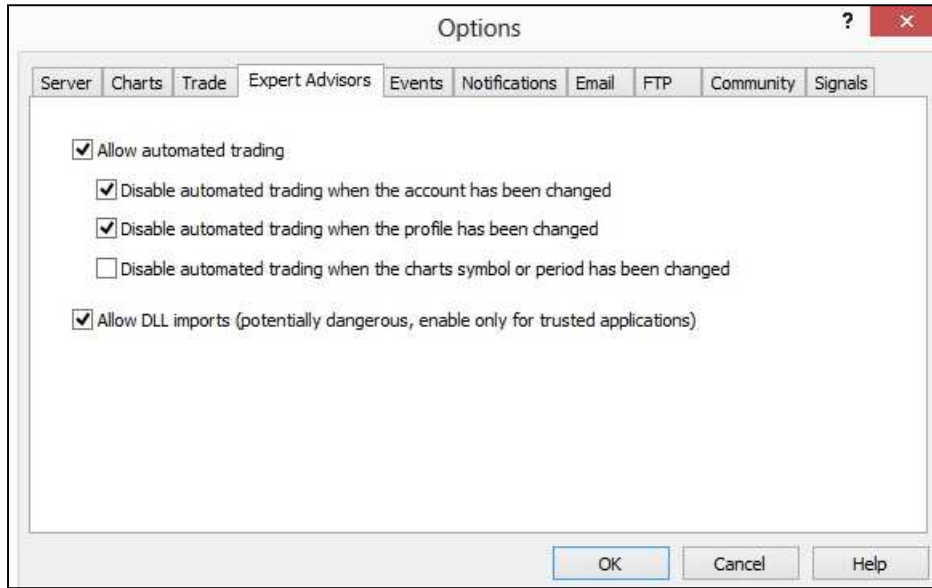 Options
?
Server Charts Trade Expert Advisors Events Notifications Email FTP Community Signals
Allow automated trading
Disable automated trading when the account has been changed
Disable automated trading when the profile has been changed
Disable automated trading when the charts symbol or period has been changed
Allow DLL imports (potentially dangerous, enable only for trusted applications)
OK Cancel Help